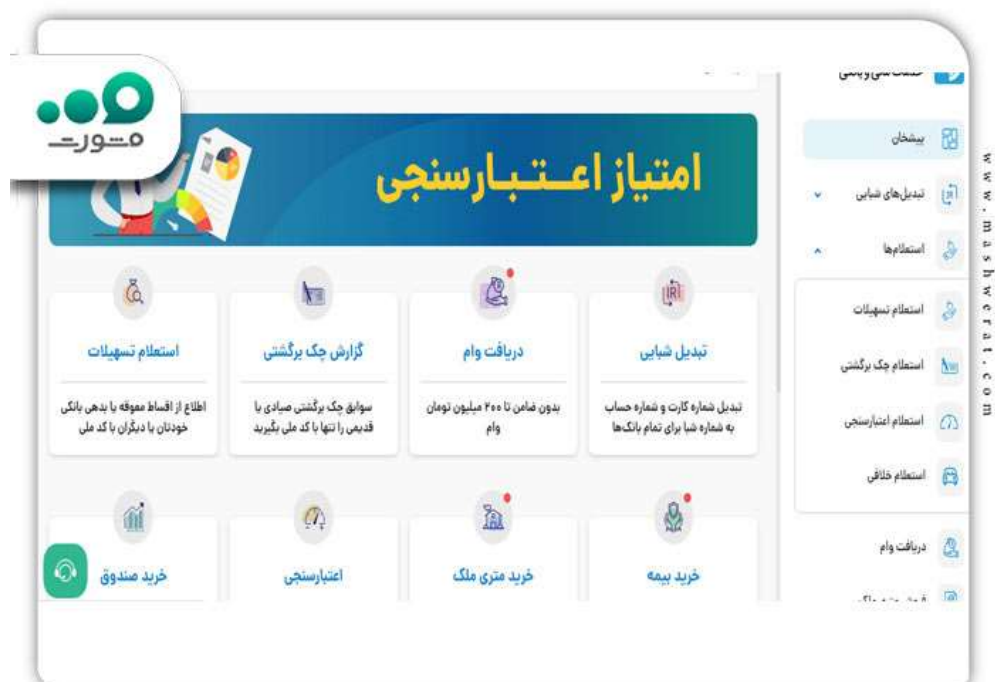 مشورت
خدمات ملی و بانکی
پیشخان
تبدیل‌های شبایی
استعلام‌ها
استعلام تسهیلات
استعلام چک برگشتی
استعلام اعتبارسنجی
استعلام خلافی
دریافت وام
امتیاز اعتبارسنجی
تبدیل شبایی
تبدیل شماره کارت و شماره حساب
به شماره شبا برای تمام بانک‌ها
دریافت وام
بدون ضامن تا ۲۰۰ میلیون تومان
وام
گزارش چک برگشتی
سوابق چک برگشتی صیادی یا
قدیمی را تنها با کد ملی بگیرید
استعلام تسهیلات
اطلاع از اقساط معوقه یا بدهی بانکی
خودتان یا دیگران با کد ملی
خرید بیمه
خرید متری ملک
اعتبارسنجی
خرید صندوق
www.mashwerat.com